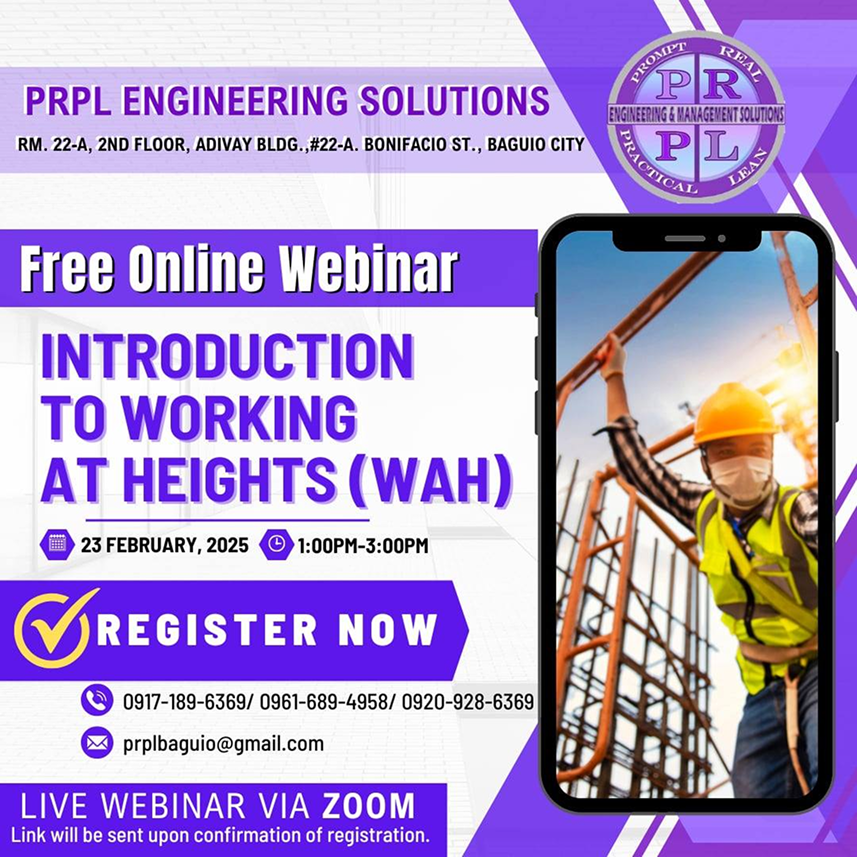 PRPL ENGINEERING SOLUTIONS
RM. 22-A, 2ND FLOOR, ADIVAY BLDG.,#22-A. BONIFACIO ST., BAGUIO CITY
PROMPT REAL
PR
ENGINEERING & MANAGEMENT SOLUTIONS
PL
PRACTICAL LEAN
Free Online Webinar
INTRODUCTION
TO WORKING
AT HEIGHTS (WAH)
23 FEBRUARY, 2025 1:00PM-3:00PM
REGISTER NOW
0917-189-6369/ 0961-689-4958/ 0920-928-6369
prplbaguio@gmail.com
LIVE WEBINAR VIA ZOOM
Link will be sent upon confirmation of registration.